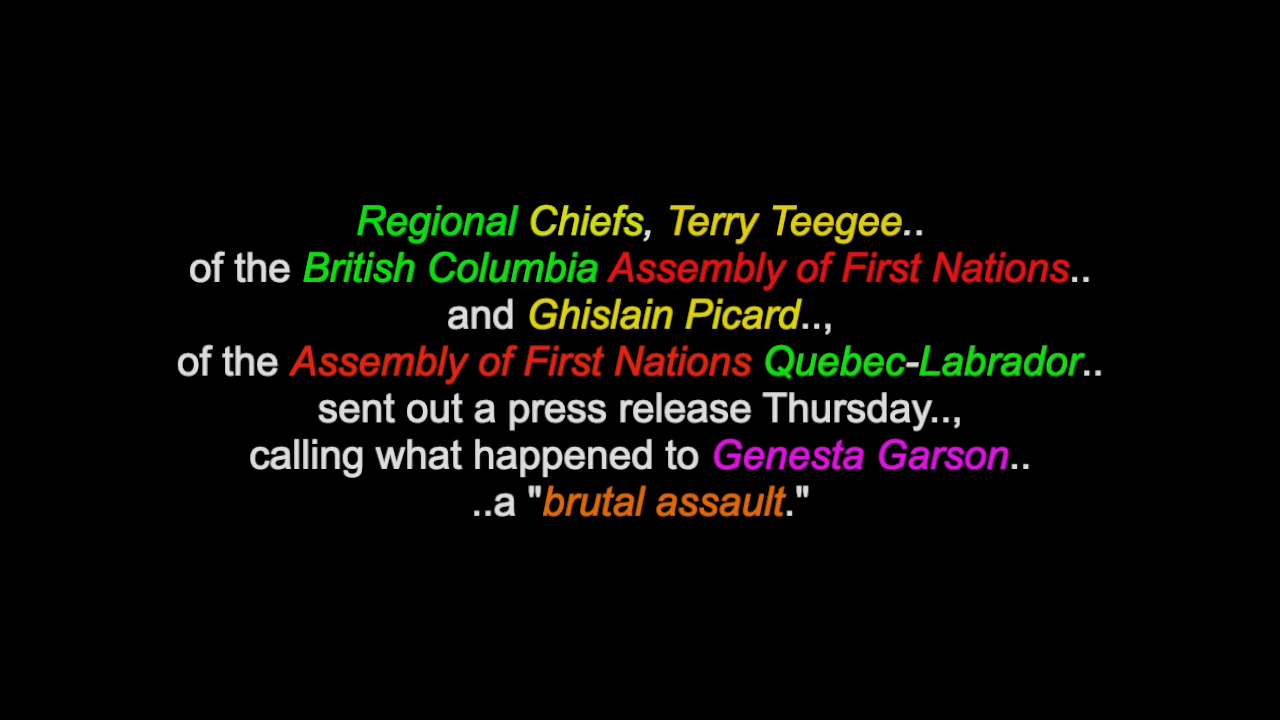 Regional Chiefs, Terry Teegee..
of the British Columbia Assembly of First Nations..
and Ghislain Picard..,
of the Assembly of First Nations Quebec-Labrador..
sent out a press release Thursday..,
calling what happened to Genesta Garson..
..a "brutal assault."